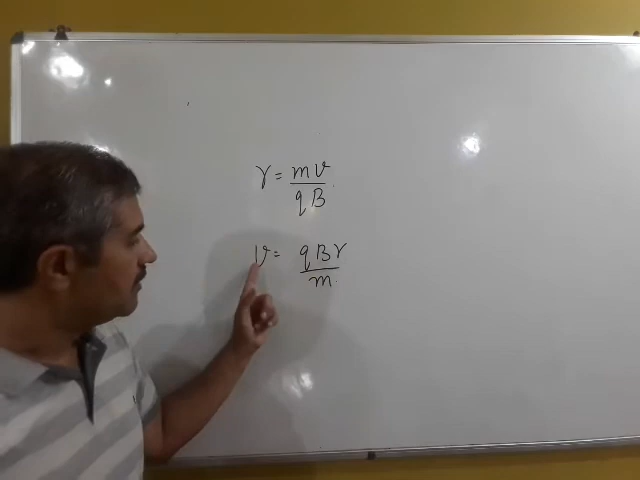 r = mv / qB
v = qBr / m